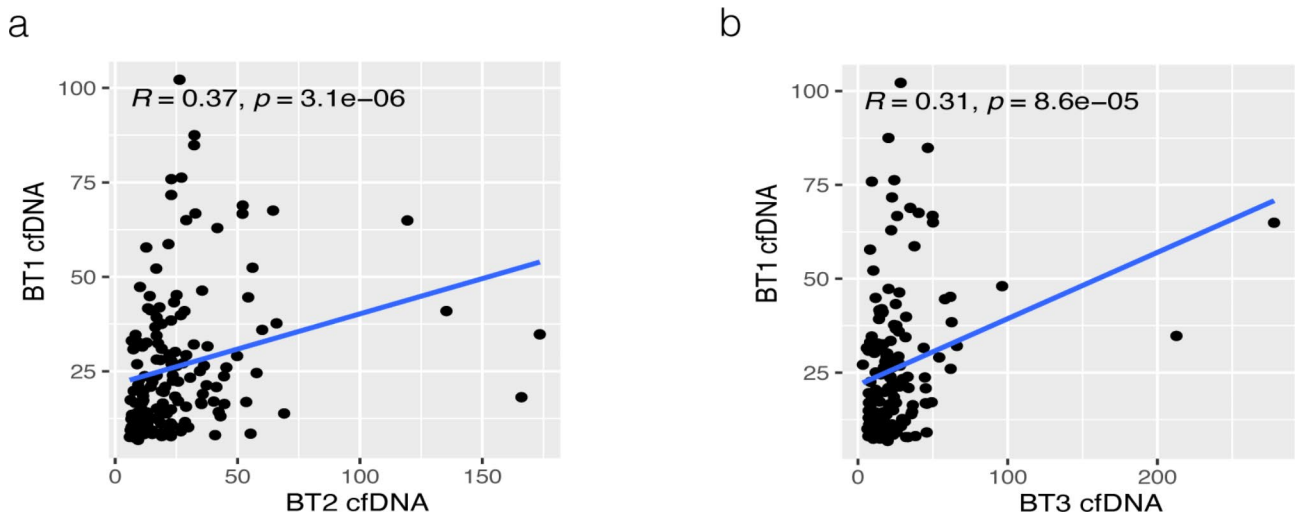 a
R = 0.37, p = 3.1e−06
100
75
50
25
BT1 cfDNA
0 50 100 150
BT2 cfDNA
b
R = 0.31, p = 8.6e−05
100
75
50
25
BT1 cfDNA
0 100 200
BT3 cfDNA